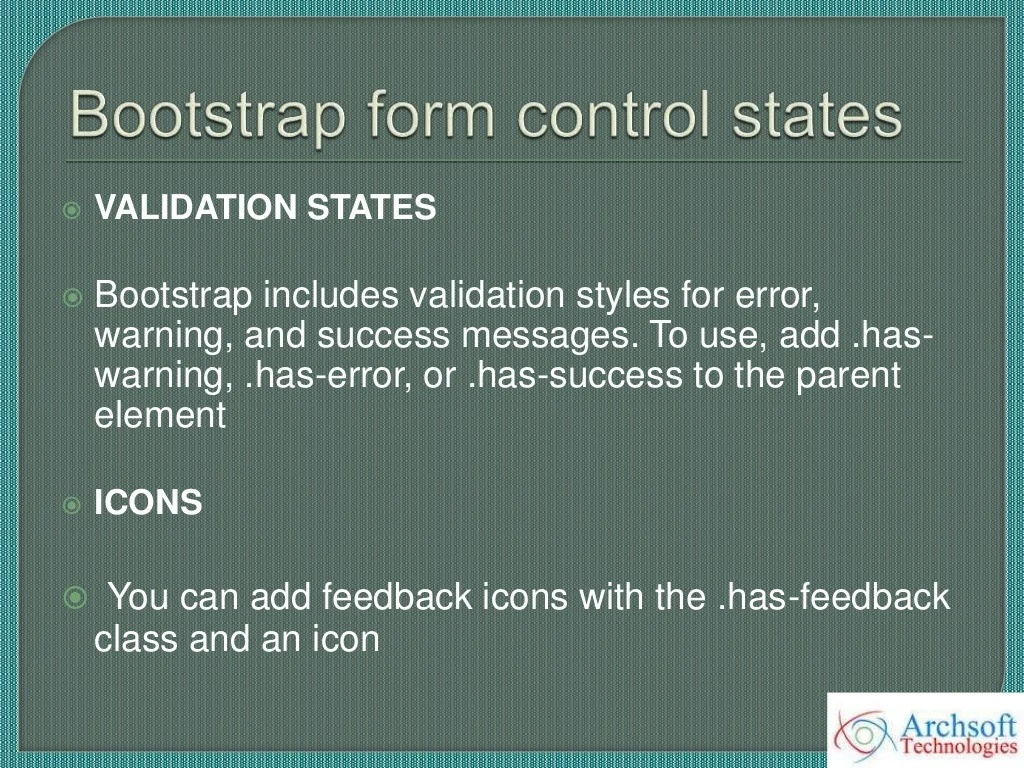 Bootstrap form control states
VALIDATION STATES
Bootstrap includes validation styles for error,
warning, and success messages. To use, add .has-
warning, .has-error, or .has-success to the parent
element
ICONS
You can add feedback icons with the .has-feedback
class and an icon
Archsoft
Technologies